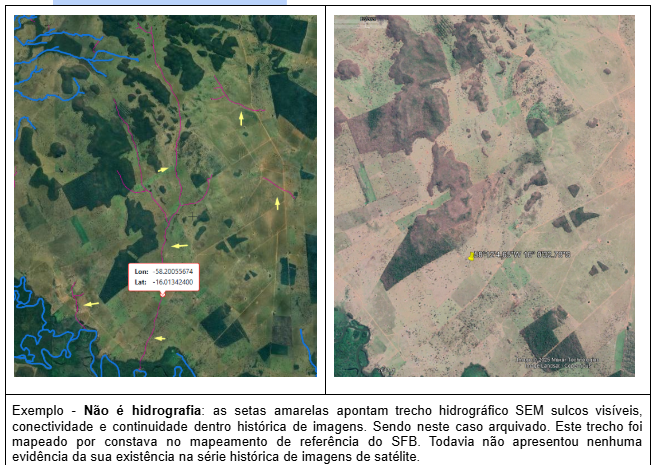 Lon: -58.20055674
Lat: -16.01342400
Exemplo - Não é hidrografia: as setas amarelas apontam trecho hidrográfico SEM sulcos visíveis,
conectividade e continuidade dentro histórica de imagens. Sendo neste caso arquivado. Este trecho foi
mapeado por constava no mapeamento de referência do SFB. Todavia não apresentou nenhuma
evidência da sua existência na série histórica de imagens de satélite.